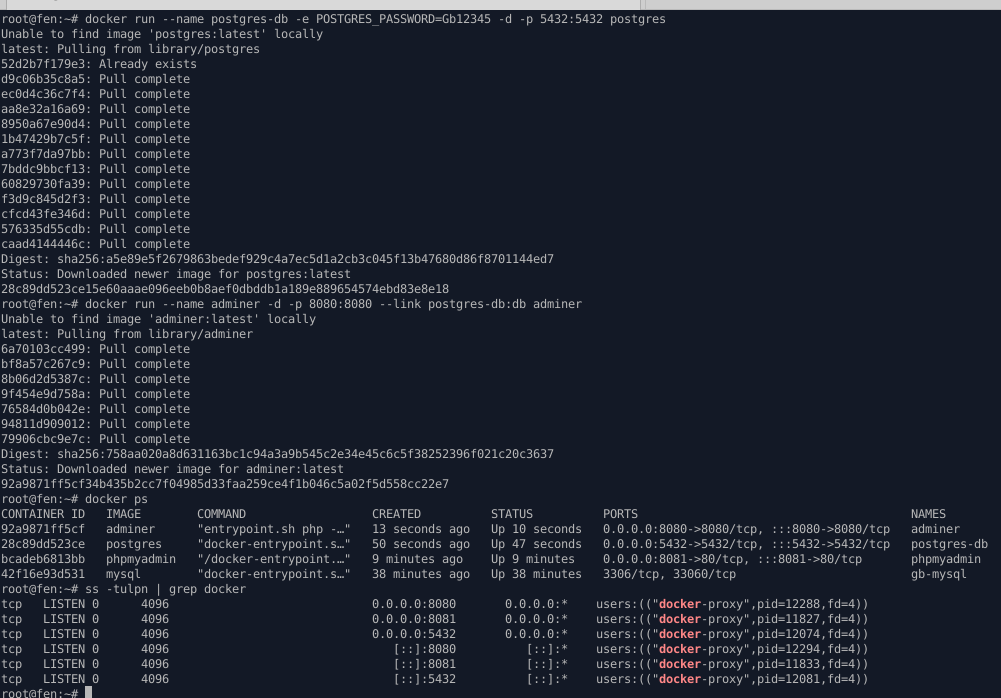 root@fen:~# docker run --name postgres-db -e POSTGRES_PASSWORD=Gb12345 -d -p 5432:5432 postgres
Unable to find image 'postgres:latest' locally
latest: Pulling from library/postgres
52d2b7f179e3: Already exists
d9c06b35c8a5: Pull complete
ec0d4c36c7f4: Pull complete
aa8e32a16a69: Pull complete
8950a67e90d4: Pull complete
1b47429b7c5f: Pull complete
a773f7da97bb: Pull complete
7bddc9bbcf13: Pull complete
60829730fa39: Pull complete
f3d9c845d2f3: Pull complete
cfcd43fe346d: Pull complete
576335d55cdb: Pull complete
caad4144446c: Pull complete
Digest: sha256:a5e89e5f2679863bedef929c4a7ec5d1a2cb3c045f13b47680d86f8701144ed7
Status: Downloaded newer image for postgres:latest
28c89dd523ce15e60aaae096eeb0b8aef0dbddb1a189e889654574ebd83e8e18
root@fen:~# docker run --name adminer -d -p 8080:8080 --link postgres-db:db adminer
Unable to find image 'adminer:latest' locally
latest: Pulling from library/adminer
6a70103cc499: Pull complete
bf8a57c267c9: Pull complete
8b06d2d5387c: Pull complete
9f454e9d758a: Pull complete
76584d0b042e: Pull complete
94811d909012: Pull complete
79906cbc9e7c: Pull complete
Digest: sha256:758aa020a8d631163bc1c94a3a9b545c2e34e45c6c5f38252396f021c20c3637
Status: Downloaded newer image for adminer:latest
92a9871ff5cf34b435b2cc7f04985d33faa259ce4f1b046c5a02f5d558cc22e7
root@fen:~# docker ps
CONTAINER ID   IMAGE        COMMAND                  CREATED          STATUS          PORTS                                       NAMES
92a9871ff5cf   adminer      "entrypoint.sh php -…"   13 seconds ago   Up 10 seconds   0.0.0.0:8080->8080/tcp, :::8080->8080/tcp   adminer
28c89dd523ce   postgres     "docker-entrypoint.s…"   50 seconds ago   Up 47 seconds   0.0.0.0:5432->5432/tcp, :::5432->5432/tcp   postgres-db
bcadeb6813bb   phpmyadmin   "/docker-entrypoint.…"   9 minutes ago    Up 9 minutes    0.0.0.0:8081->80/tcp, :::8081->80/tcp       phpmyadmin
42f16e93d531   mysql        "docker-entrypoint.s…"   38 minutes ago   Up 38 minutes   3306/tcp, 33060/tcp                         gb-mysql
root@fen:~# ss -tulpn | grep docker
tcp   LISTEN 0      4096                             0.0.0.0:8080       0.0.0.0:*    users:(("docker-proxy",pid=12288,fd=4))
tcp   LISTEN 0      4096                             0.0.0.0:8081       0.0.0.0:*    users:(("docker-proxy",pid=11827,fd=4))
tcp   LISTEN 0      4096                             0.0.0.0:5432       0.0.0.0:*    users:(("docker-proxy",pid=12074,fd=4))
tcp   LISTEN 0      4096                                [::]:8080          [::]:*    users:(("docker-proxy",pid=12294,fd=4))
tcp   LISTEN 0      4096                                [::]:8081          [::]:*    users:(("docker-proxy",pid=11833,fd=4))
tcp   LISTEN 0      4096                                [::]:5432          [::]:*    users:(("docker-proxy",pid=12081,fd=4))
root@fen:~#